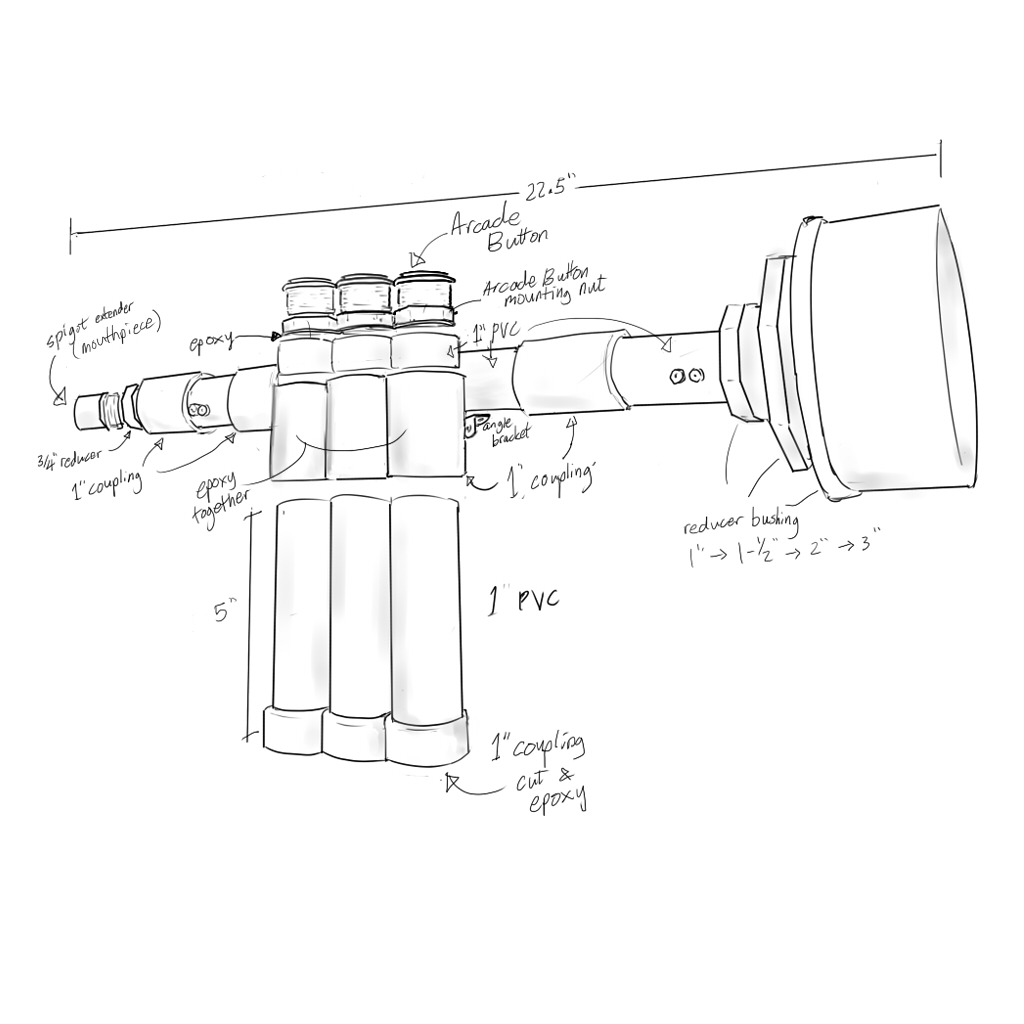 22.5"
Arcade
Button
Arcade Button
mounting nut
spigot extender
(mouthpiece)
epoxy
1" PVC
angle
bracket
3/4" reducer
1" coupling
epoxy
together
1" coupling
reducer bushing
1" → 1-1/2" → 2" → 3"
5"
1" PVC
1" coupling
cut &
epoxy